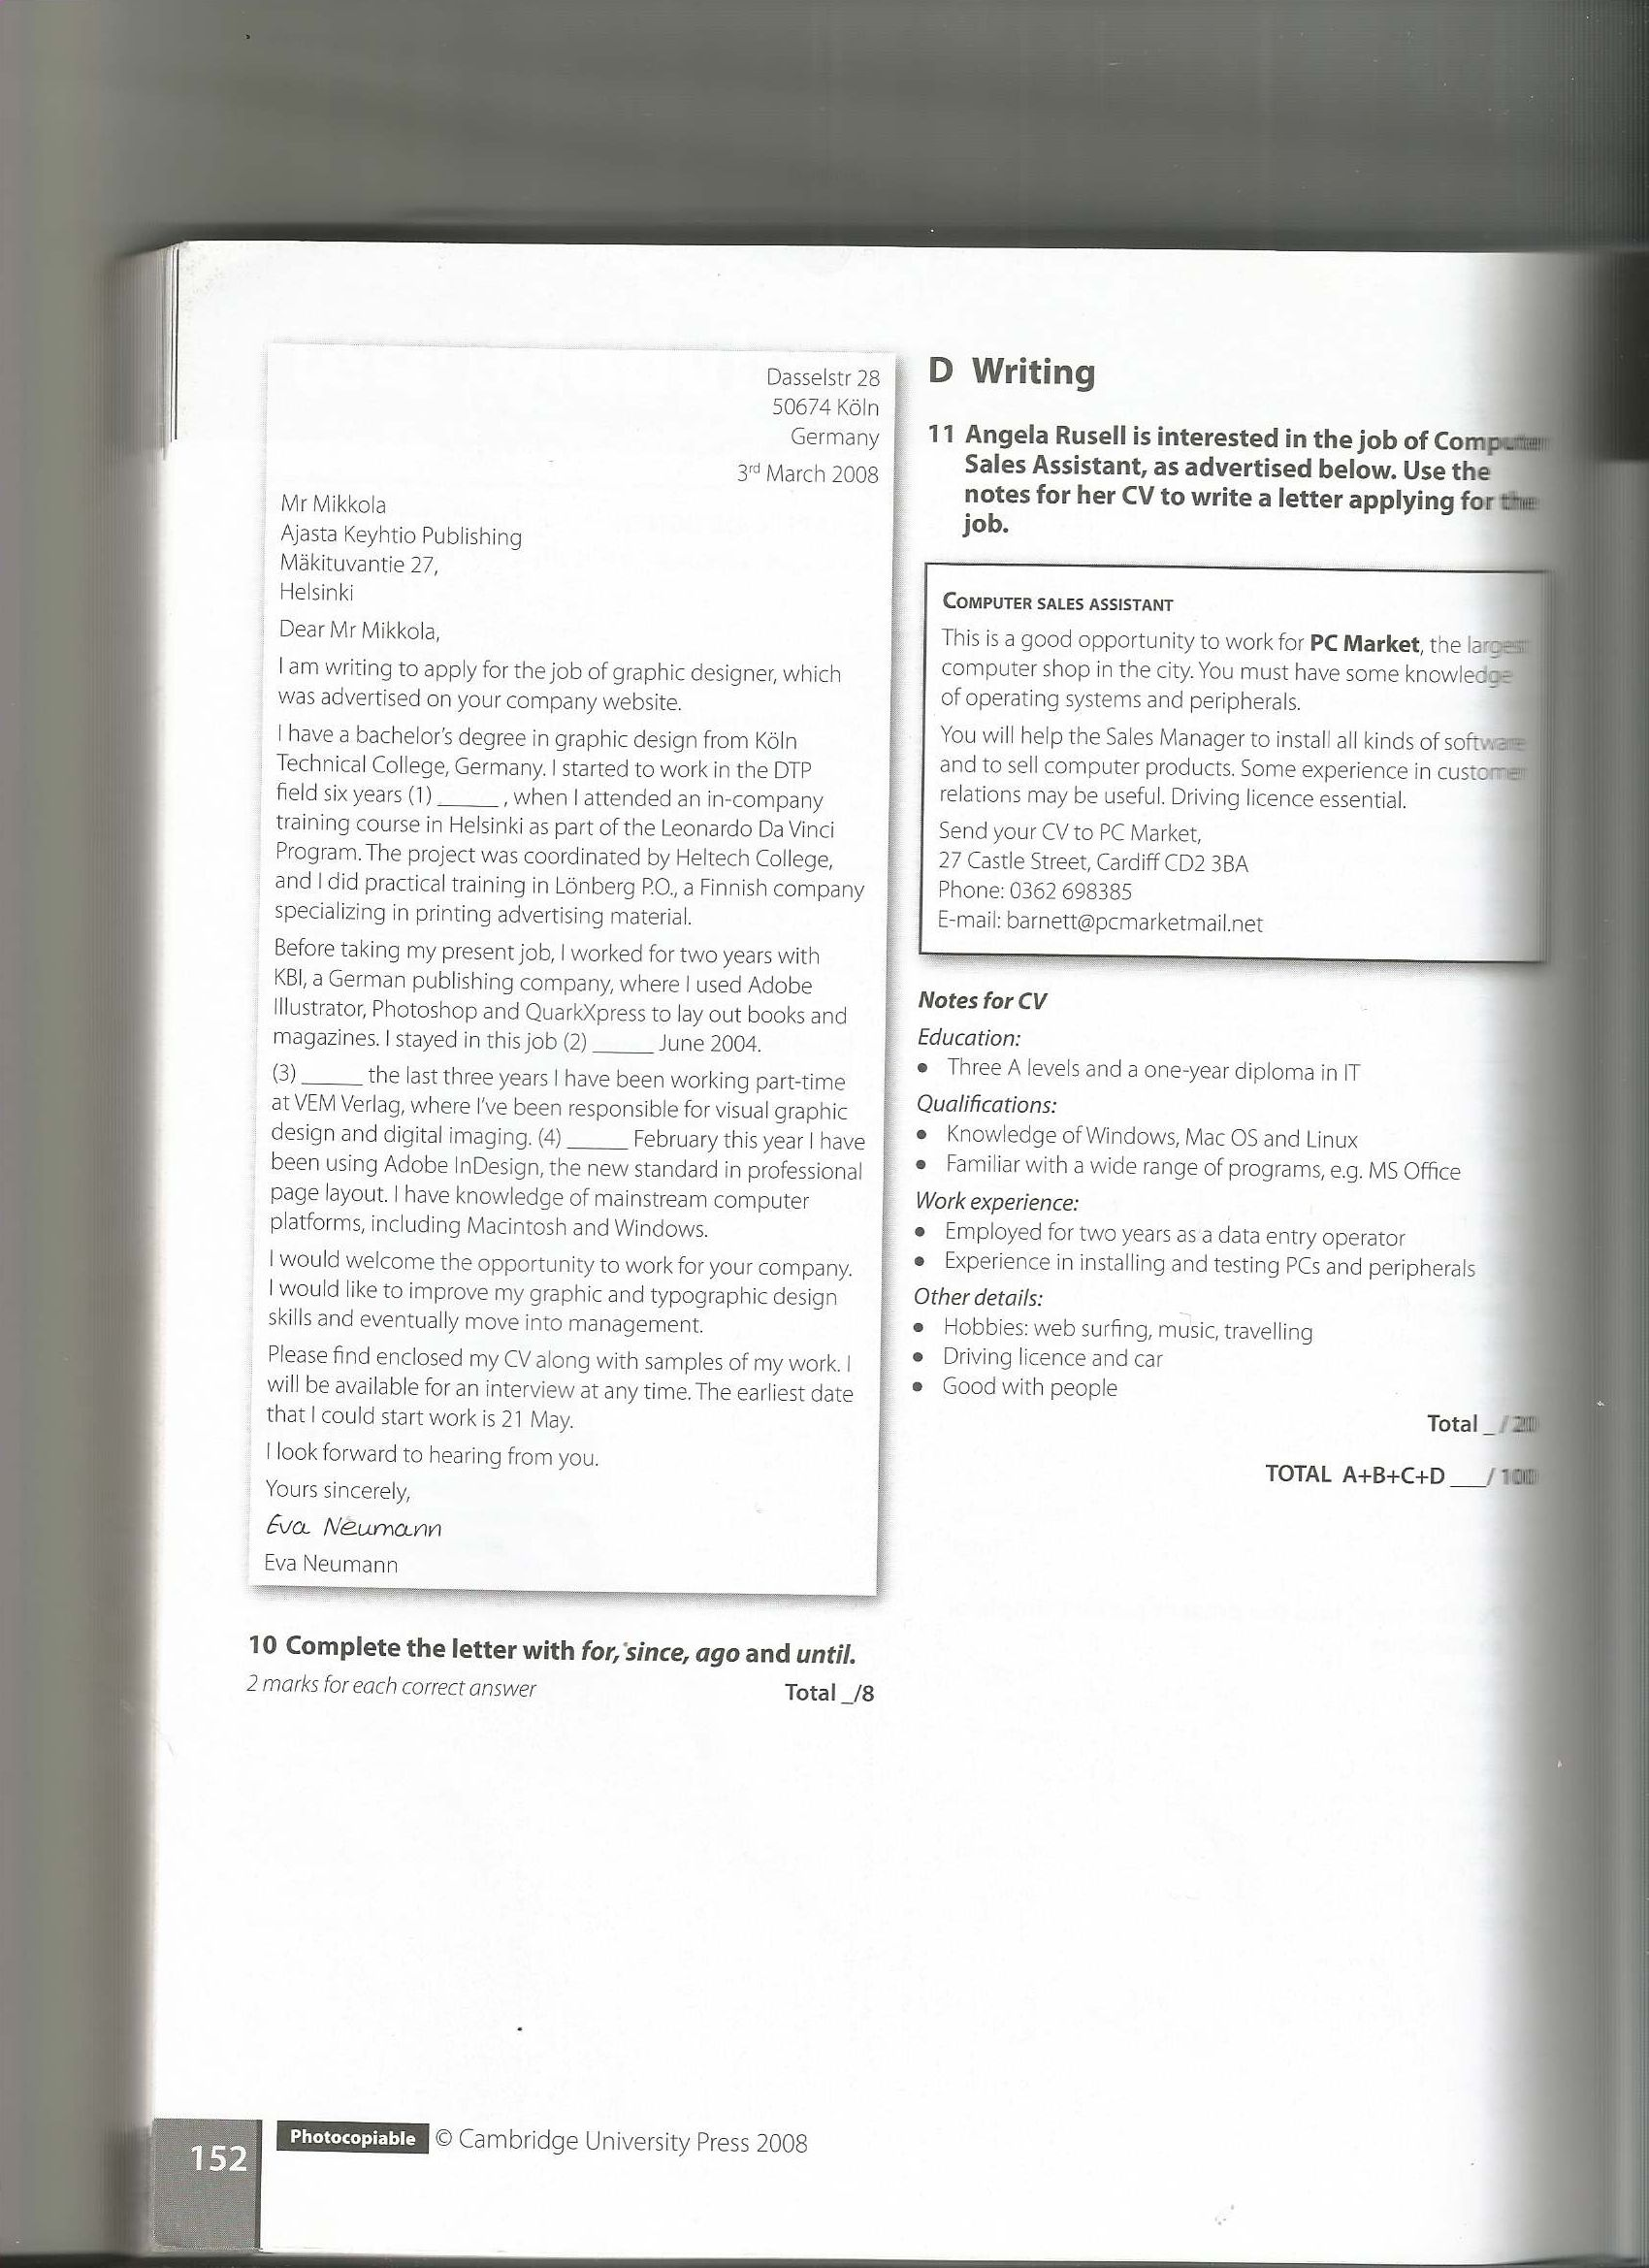 Dasselstr 28
50674 Köln
Germany
3rd March 2008
Mr Mikkola
Ajasta Keyhtio Publishing
Mäkituvantie 27,
Helsinki
Dear Mr Mikkola,
I am writing to apply for the job of graphic designer, which
was advertised on your company website.
I have a bachelor's degree in graphic design from Köln
Technical College, Germany. I started to work in the DTP
field six years (1) _____ , when I attended an in-company
training course in Helsinki as part of the Leonardo Da Vinci
Program. The project was coordinated by Heltech College,
and I did practical training in Lönberg P.O., a Finnish company
specializing in printing advertising material.
Before taking my present job, I worked for two years with
KBI, a German publishing company, where I used Adobe
Illustrator, Photoshop and QuarkXpress to lay out books and
magazines. I stayed in this job (2) _____ June 2004.
(3) _____ the last three years I have been working part-time
at VEM Verlag, where I've been responsible for visual graphic
design and digital imaging. (4) _____ February this year I have
been using Adobe InDesign, the new standard in professional
page layout. I have knowledge of mainstream computer
platforms, including Macintosh and Windows.
I would welcome the opportunity to work for your company.
I would like to improve my graphic and typographic design
skills and eventually move into management.
Please find enclosed my CV along with samples of my work. I
will be available for an interview at any time. The earliest date
that I could start work is 21 May.
I look forward to hearing from you.
Yours sincerely,
Eva Neumann
Eva Neumann
10 Complete the letter with for, since, ago and until.
2 marks for each correct answer
Total _/8
D Writing
11 Angela Rusell is interested in the job of Computer
Sales Assistant, as advertised below. Use the
notes for her CV to write a letter applying for the
job.
COMPUTER SALES ASSISTANT
This is a good opportunity to work for PC Market, the largest
computer shop in the city. You must have some knowledge
of operating systems and peripherals.
You will help the Sales Manager to install all kinds of software
and to sell computer products. Some experience in customer
relations may be useful. Driving licence essential.
Send your CV to PC Market,
27 Castle Street, Cardiff CD2 3BA
Phone: 0362 698385
E-mail: barnett@pcmarketmail.net
Notes for CV
Education:
• Three A levels and a one-year diploma in IT
Qualifications:
• Knowledge of Windows, Mac OS and Linux
• Familiar with a wide range of programs, e.g. MS Office
Work experience:
• Employed for two years as a data entry operator
• Experience in installing and testing PCs and peripherals
Other details:
• Hobbies: web surfing, music, travelling
• Driving licence and car
• Good with people
Total _ / 20
TOTAL A+B+C+D ___/ 100
152
Photocopiable © Cambridge University Press 2008